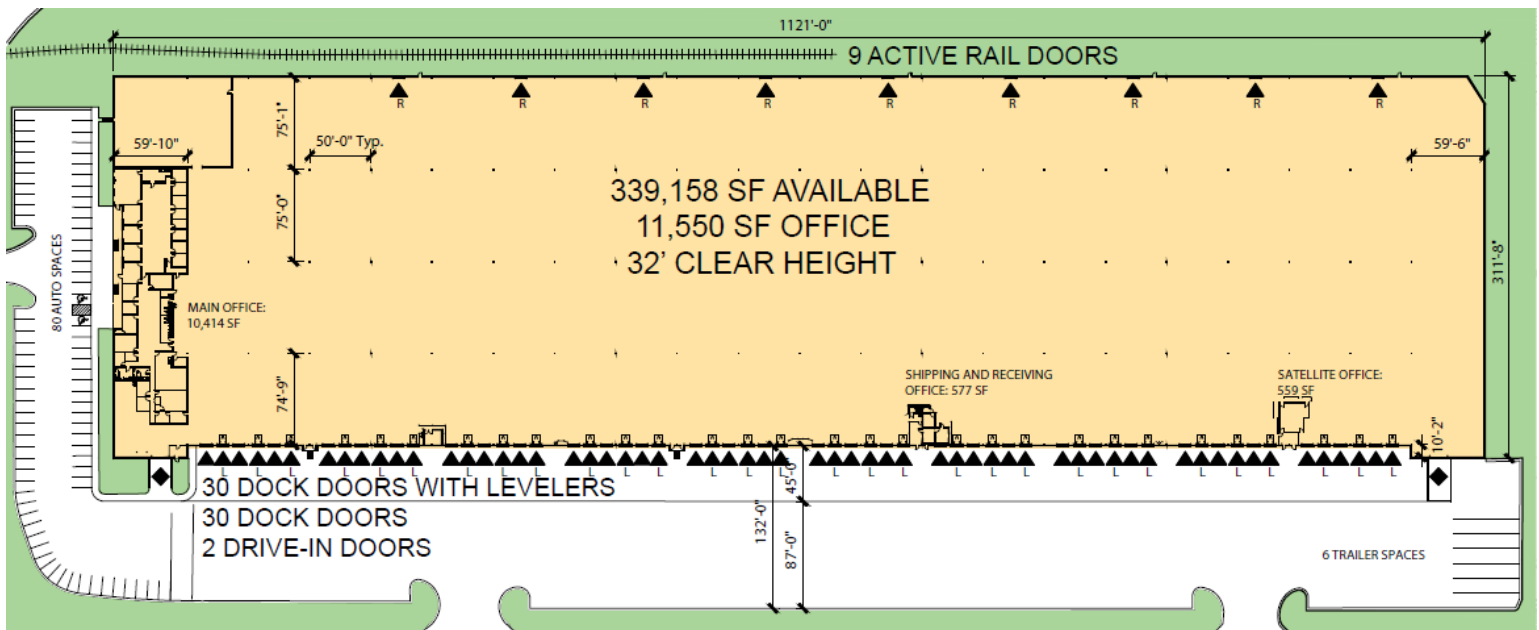 1121'-0"
9 ACTIVE RAIL DOORS
R R R R R R R R R
75'-1"
59'-10"
50'-0" Typ.
59'-6"
339,158 SF AVAILABLE
11,550 SF OFFICE
32' CLEAR HEIGHT
75'-0"
311'-8"
80 AUTO SPACES
MAIN OFFICE:
10,414 SF
74'-9"
SHIPPING AND RECEIVING
OFFICE: 577 SF
SATELLITE OFFICE:
559 SF
10'-2"
L L L L L L L L L L L L L L L L L L L L L L L L L L L L L L
45'-0"
30 DOCK DOORS WITH LEVELERS
30 DOCK DOORS
2 DRIVE-IN DOORS
132'-0"
87'-0"
6 TRAILER SPACES